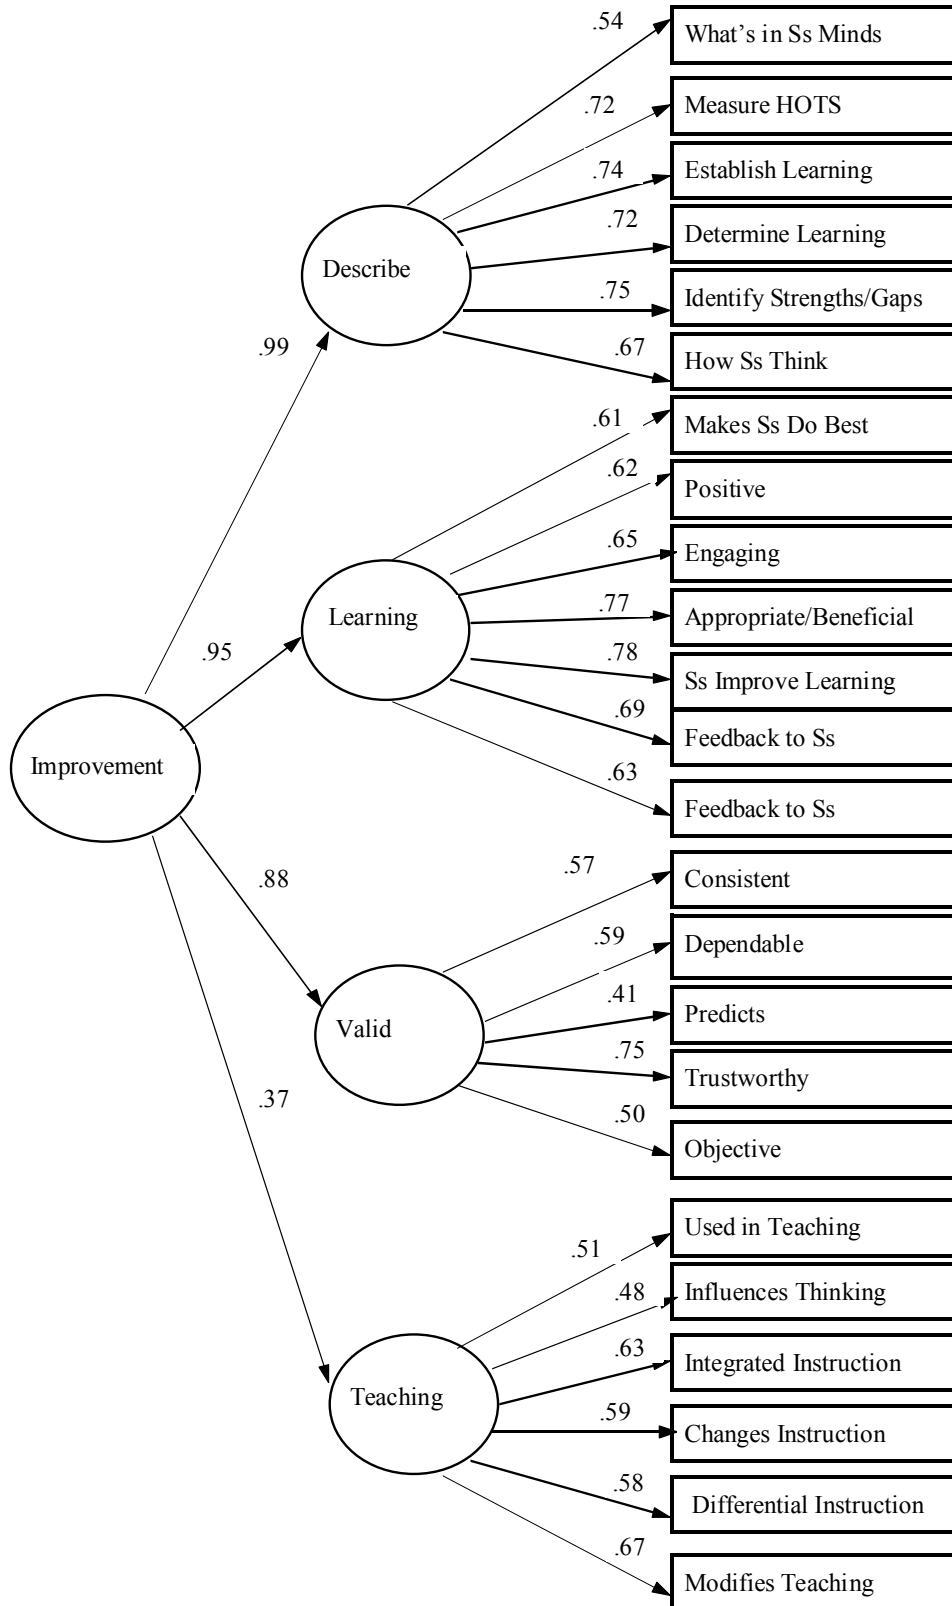 .54
What's in Ss Minds
.72
Measure HOTS
.74
Establish Learning
.72
Determine Learning
Describe
.75
Identify Strengths/Gaps
.99
.67
How Ss Think
.61
Makes Ss Do Best
.62
Positive
.65
Engaging
.77
Appropriate/Beneficial
Learning
.95
.78
Ss Improve Learning
.69
Feedback to Ss
Improvement
.63
Feedback to Ss
.88
.57
Consistent
.59
Dependable
.41
Predicts
Valid
.75
Trustworthy
.37
.50
Objective
.51
Used in Teaching
.48
Influences Thinking
.63
Integrated Instruction
Teaching
.59
Changes Instruction
.58
Differential Instruction
.67
Modifies Teaching